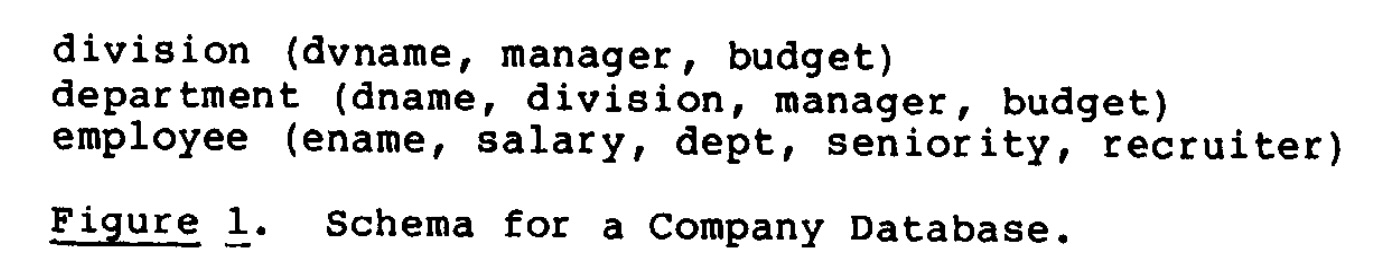 division (dvname, manager, budget)
department (dname, division, manager, budget)
employee (ename, salary, dept, seniority, recruiter)
Figure 1. Schema for a Company Database.